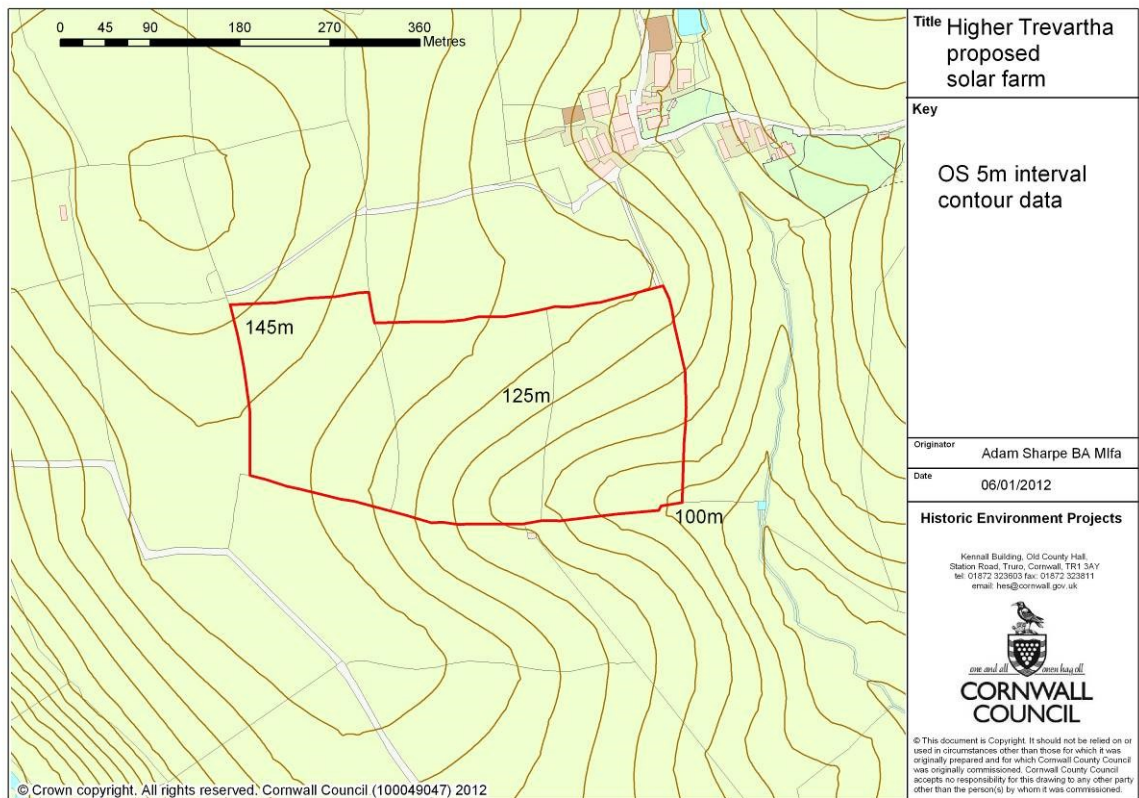 0 45 90 180 270 360
Metres
145m
125m
100m
© Crown copyright. All rights reserved. Cornwall Council (100049047) 2012
Title Higher Trevartha
proposed
solar farm
Key
OS 5m interval
contour data
Originator Adam Sharpe BA MIfa
Date 06/01/2012
Historic Environment Projects
Kennall Building, Old County Hall,
Station Road, Truro, Cornwall, TR1 3AY
tel: 01872 323603 fax: 01872 323811
email: hes@cornwall.gov.uk
one and all onen hag oll
CORNWALL
COUNCIL
© This document is Copyright. It should not be relied on or
used in circumstances other than those for which it was
originally prepared and for which Cornwall County Council
was originally commissioned. Cornwall County Council
accepts no responsibility for this drawing to any other party
other than the person(s) by whom it was commissioned.